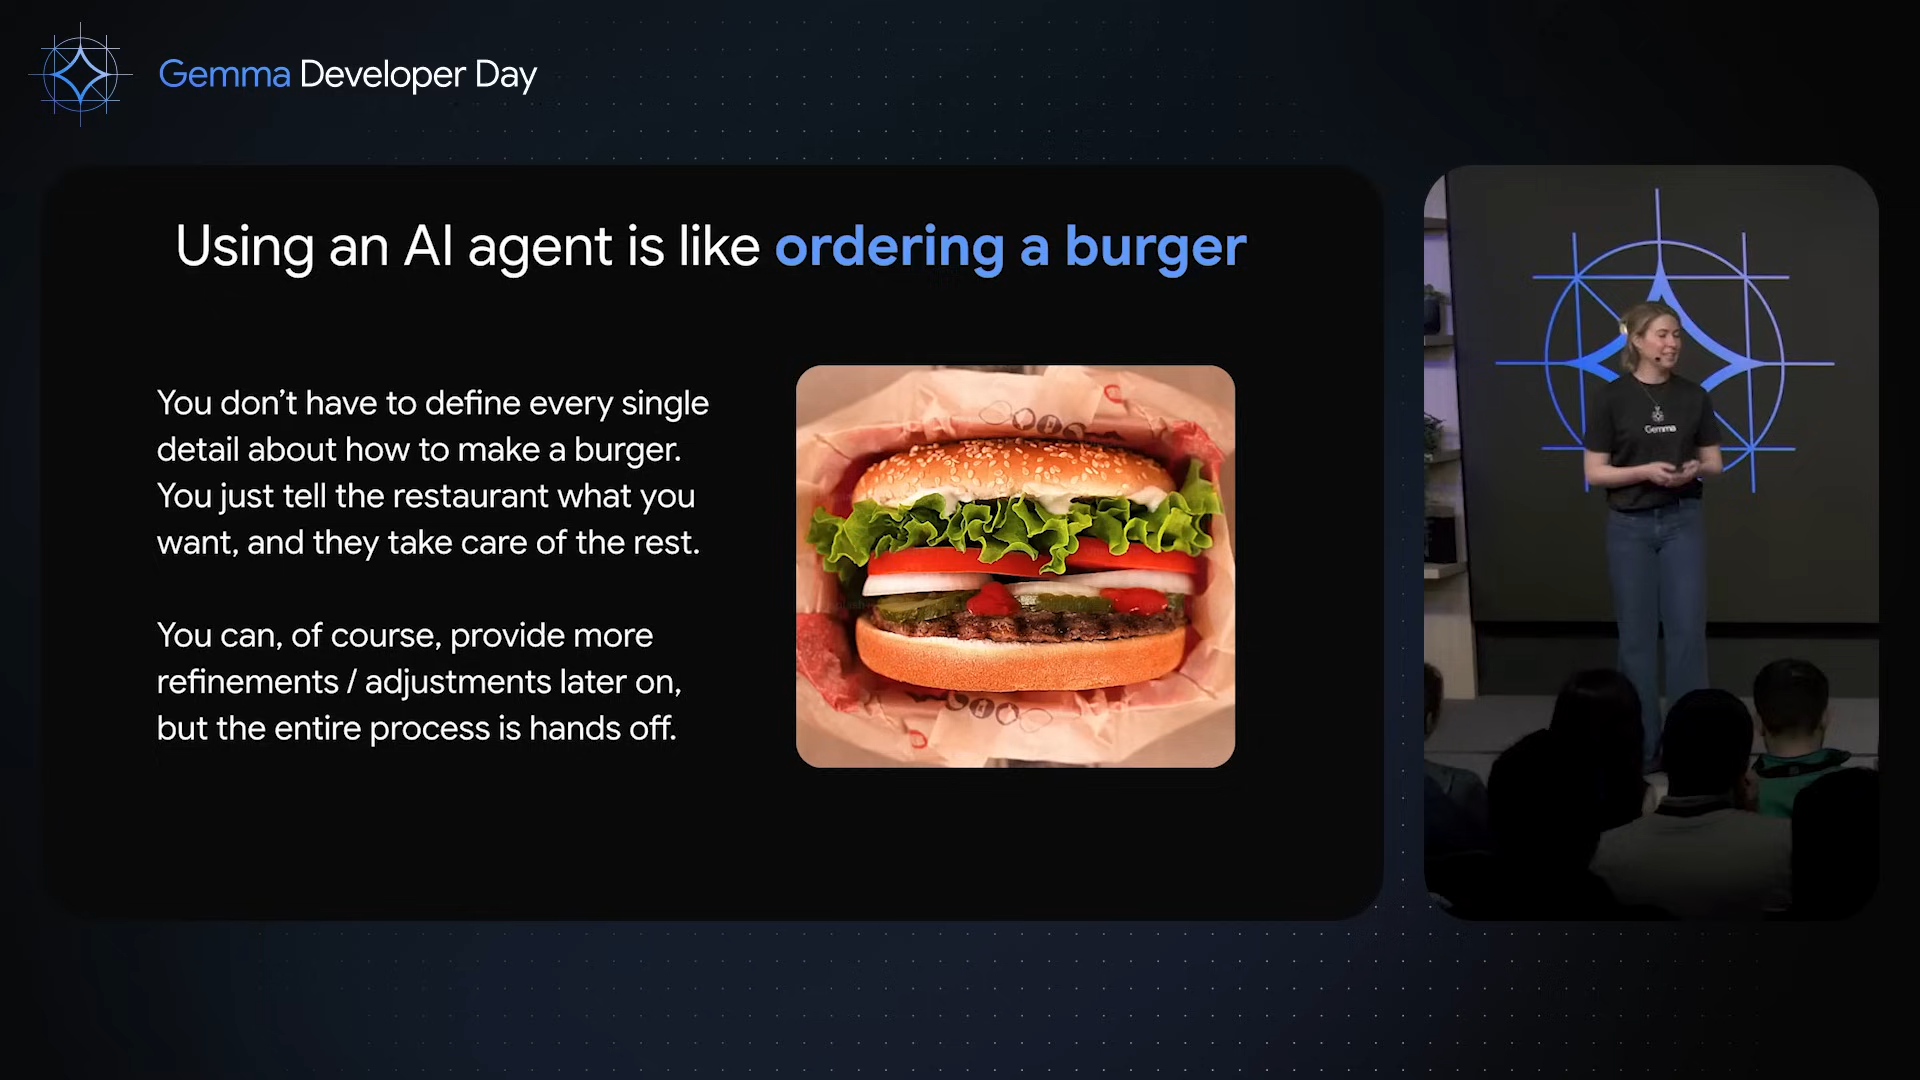 Gemma Developer Day
Using an AI agent is like ordering a burger
You don’t have to define every single
detail about how to make a burger.
You just tell the restaurant what you
want, and they take care of the rest.
You can, of course, provide more
refinements / adjustments later on,
but the entire process is hands off.
Gemma